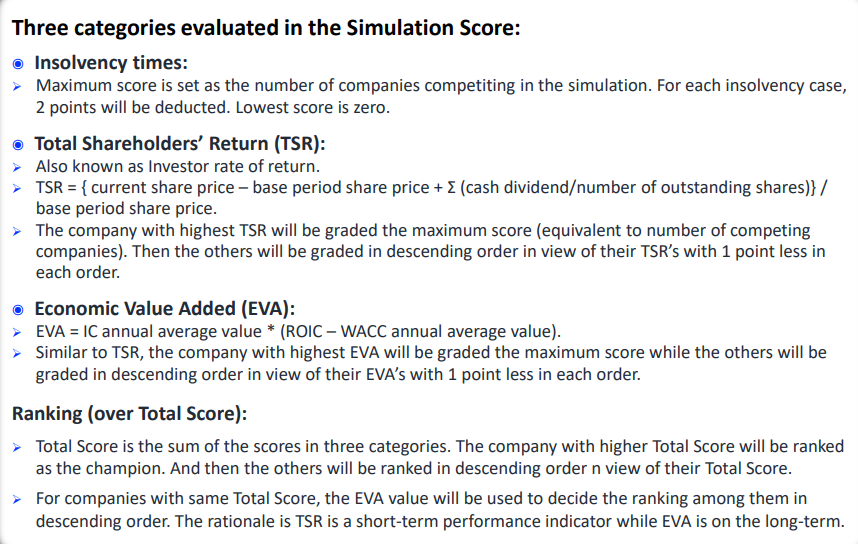 Three categories evaluated in the Simulation Score:
Insolvency times:
Maximum score is set as the number of companies competiting in the simulation. For each insolvency case,
2 points will be deducted. Lowest score is zero.
Total Shareholders’ Return (TSR):
Also known as Investor rate of return.
TSR = { current share price – base period share price + Σ (cash dividend/number of outstanding shares)} /
base period share price.
The company with highest TSR will be graded the maximum score (equivalent to number of competing
companies). Then the others will be graded in descending order in view of their TSR’s with 1 point less in
each order.
Economic Value Added (EVA):
EVA = IC annual average value * (ROIC – WACC annual average value).
Similar to TSR, the company with highest EVA will be graded the maximum score while the others will be
graded in descending order in view of their EVA’s with 1 point less in each order.
Ranking (over Total Score):
Total Score is the sum of the scores in three categories. The company with higher Total Score will be ranked
as the champion. And then the others will be ranked in descending order n view of their Total Score.
For companies with same Total Score, the EVA value will be used to decide the ranking among them in
descending order. The rationale is TSR is a short-term performance indicator while EVA is on the long-term.